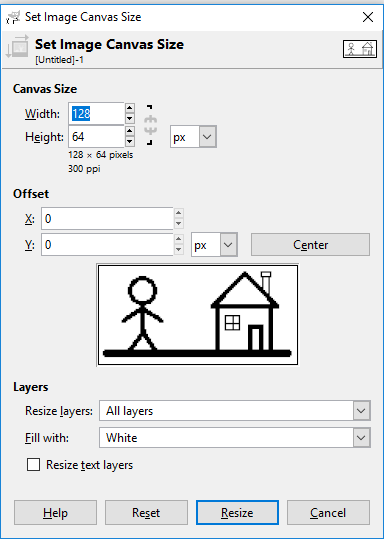 Set Image Canvas Size
Set Image Canvas Size
[Untitled]-1
Canvas Size
Width: 128
Height: 64 px
128 × 64 pixels
300 ppi
Offset
X: 0
Y: 0 px Center
Layers
Resize layers: All layers
Fill with: White
Resize text layers
Help Reset Resize Cancel